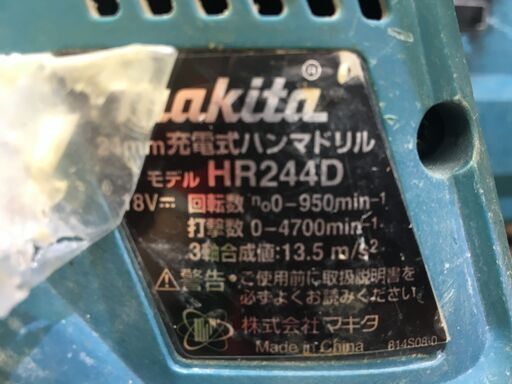 makita ®
24mm充電式ハンマドリル
モデル HR244D
18V⎓ 回転数 n₀0-950min⁻¹
打撃数 0-4700min⁻¹
3軸合成値:13.5 m/s²
⚠警告・ご使用前に取扱説明書を
必ずよくお読みください。
株式会社マキタ
Made in China